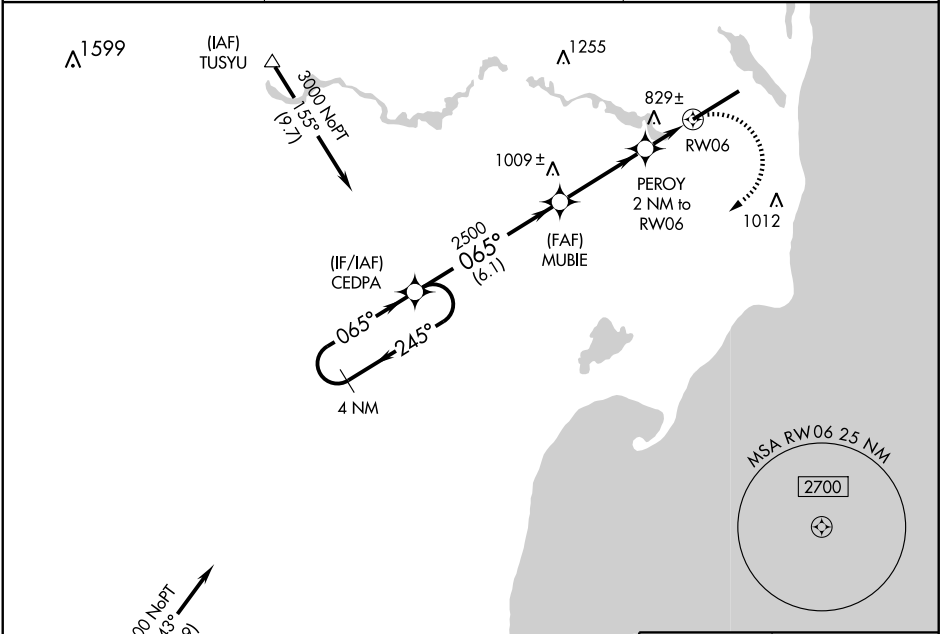 1599
(IAF)
TUSYU
3000 NoPT
155°
(9.7)
1255
829±
RW06
1009±
PEROY
2 NM to
RW06
1012
(FAF)
MUBIE
2500
065°
(6.1)
(IF/IAF)
CEDPA
065°
245°
4 NM
MSA RW06 25 NM
2700
NoPT